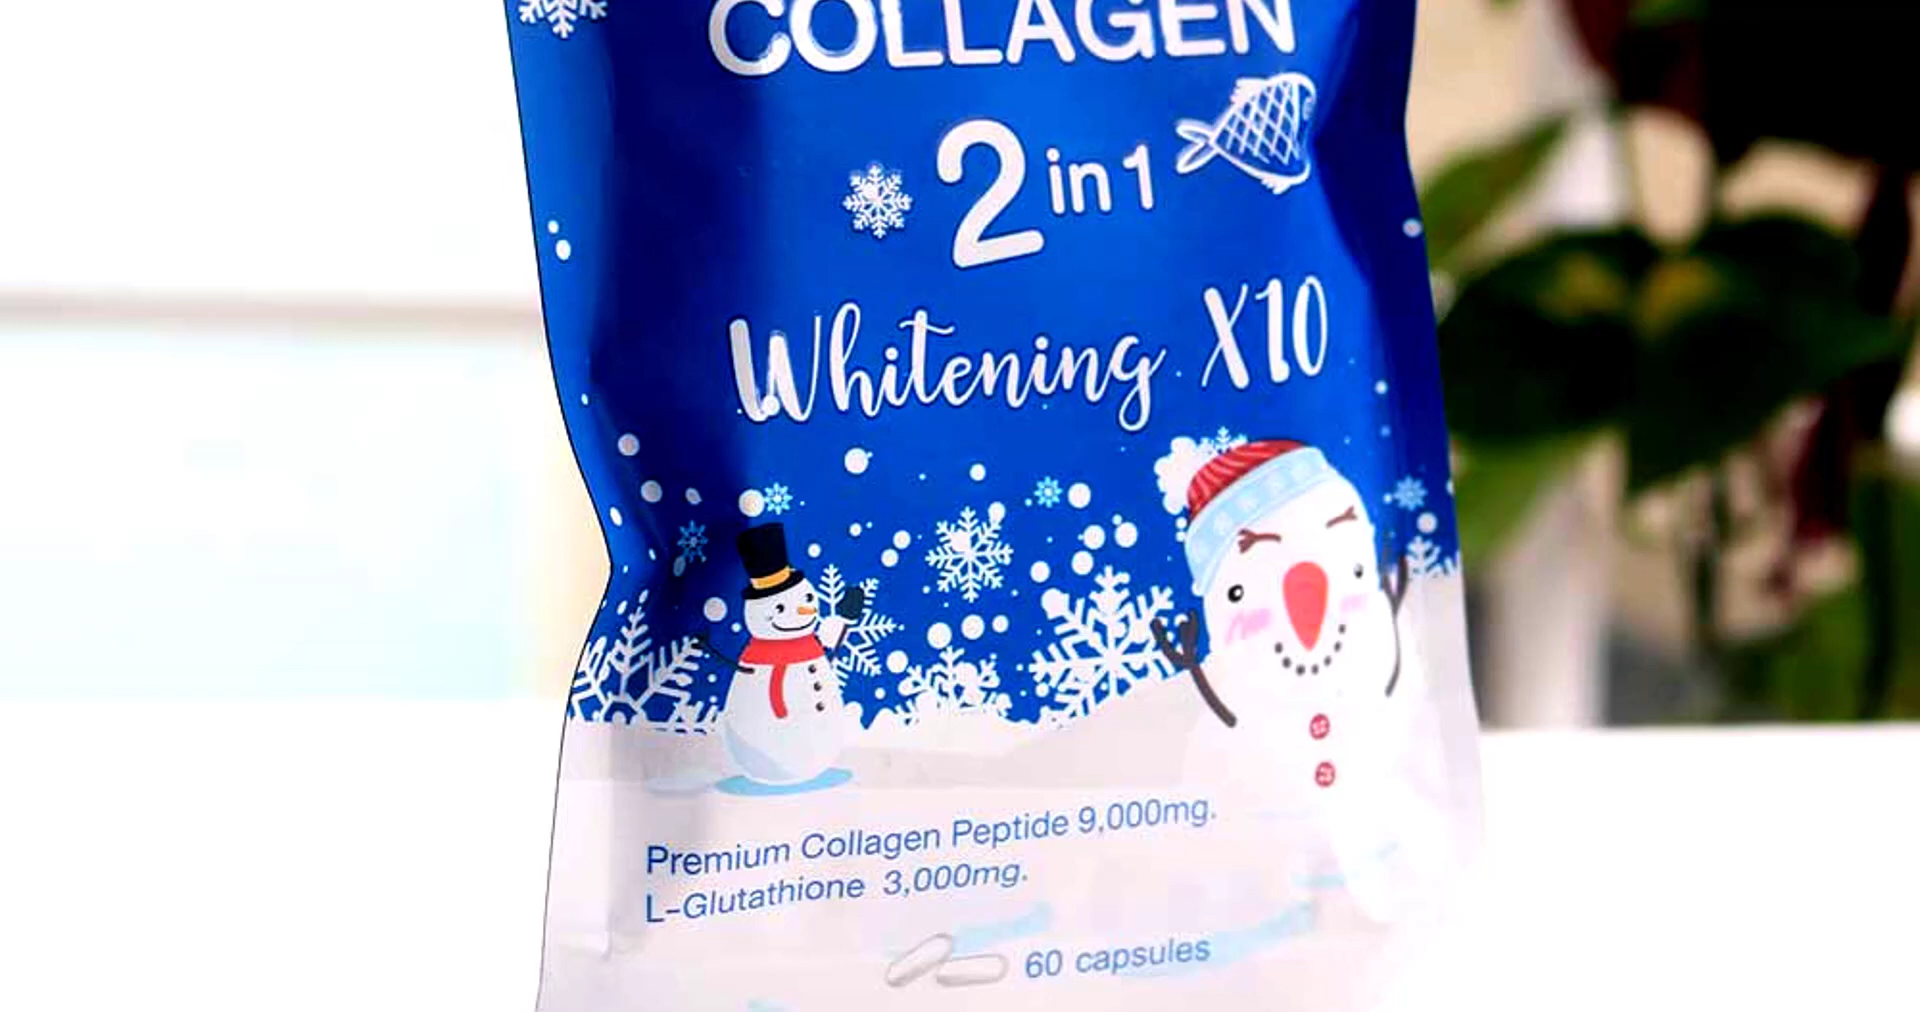 COLLAGEN
2 in 1
Whitening X10
Premium Collagen Peptide 9,000mg.
L-Glutathione 3,000mg.
60 capsules